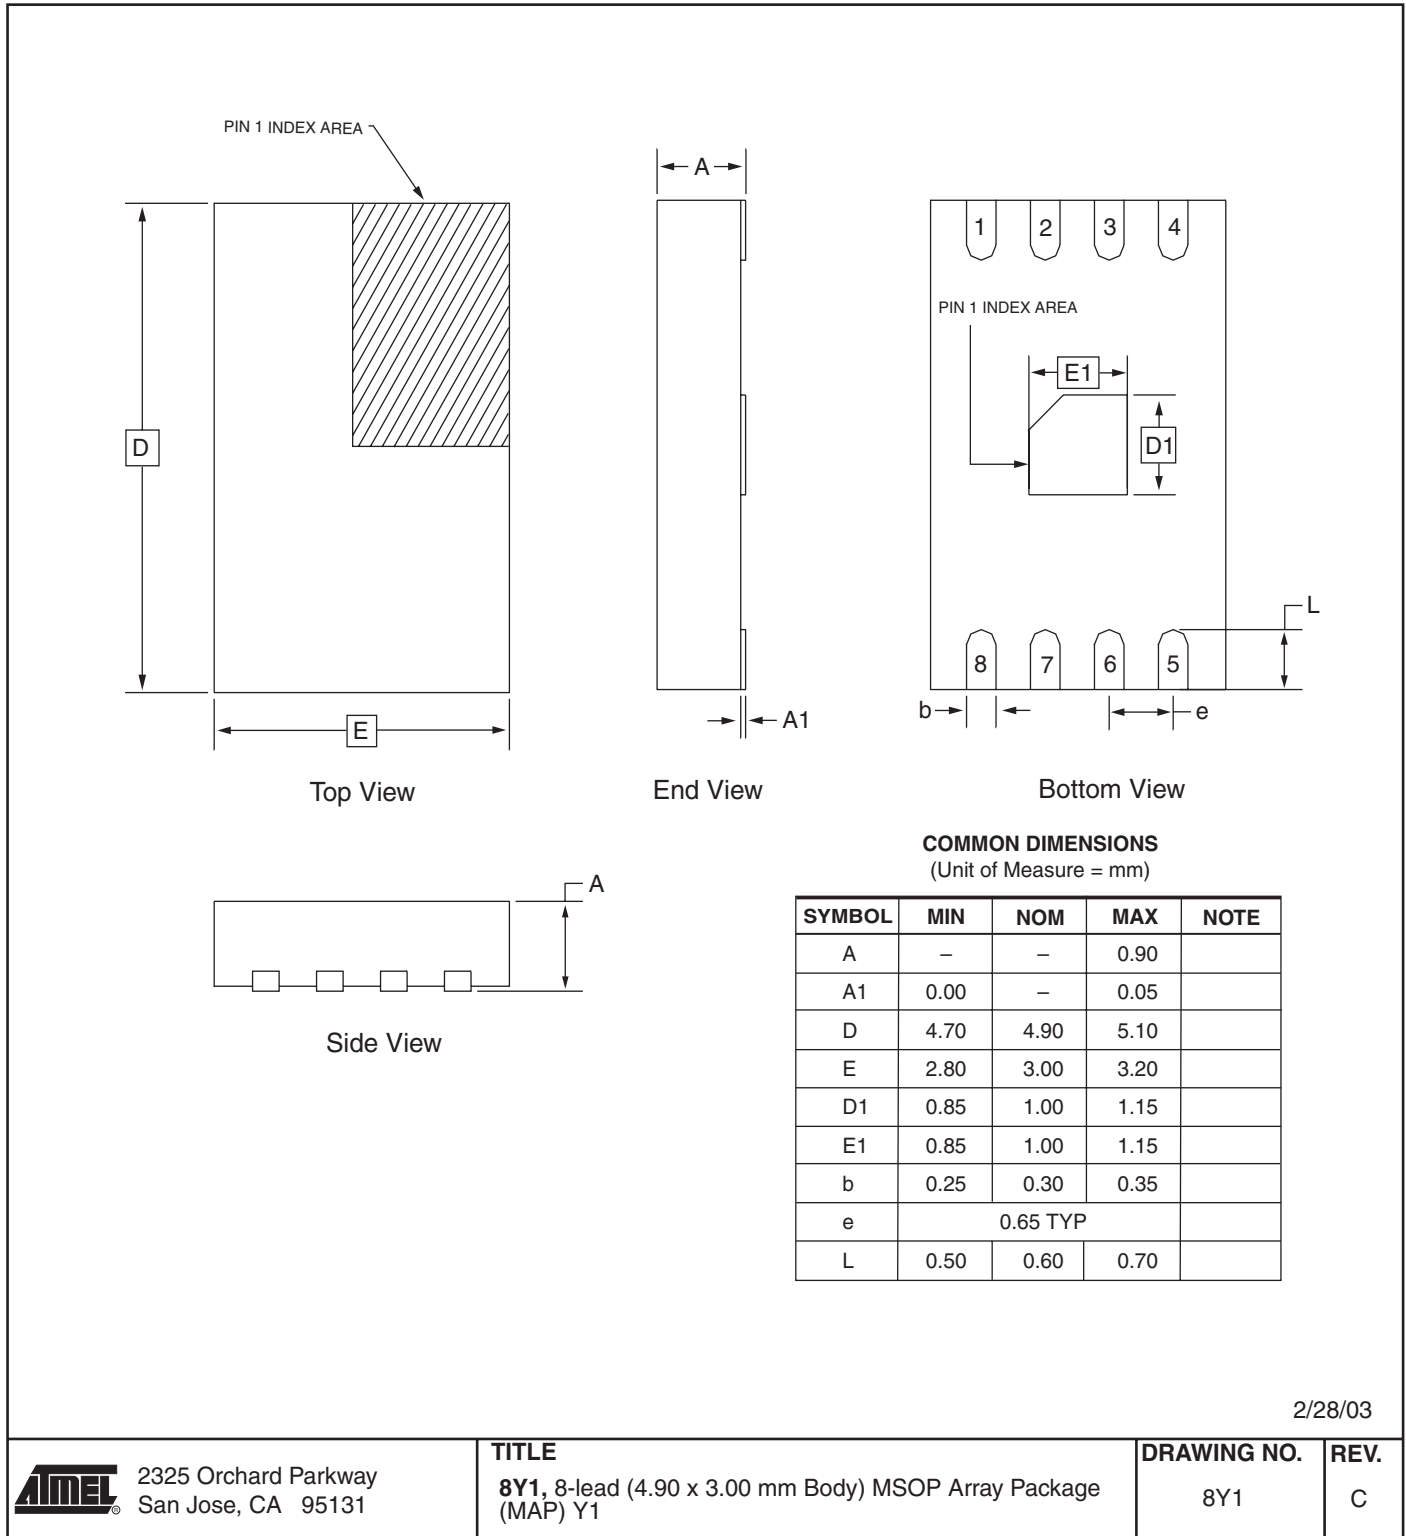 PIN 1 INDEX AREA
A
1 2 3 4
PIN 1 INDEX AREA
E1
D
D1
L
8 7 6 5
b
e
E
A1
Top View
End View
Bottom View
COMMON DIMENSIONS
(Unit of Measure = mm)
A
Side View
SYMBOL MIN NOM MAX NOTE
A – – 0.90
A1 0.00 – 0.05
D 4.70 4.90 5.10
E 2.80 3.00 3.20
D1 0.85 1.00 1.15
E1 0.85 1.00 1.15
b 0.25 0.30 0.35
e 0.65 TYP
L 0.50 0.60 0.70
2/28/03
ATMEL ®
2325 Orchard Parkway
San Jose, CA 95131
TITLE
8Y1, 8-lead (4.90 x 3.00 mm Body) MSOP Array Package
(MAP) Y1
DRAWING NO.
8Y1
REV.
C